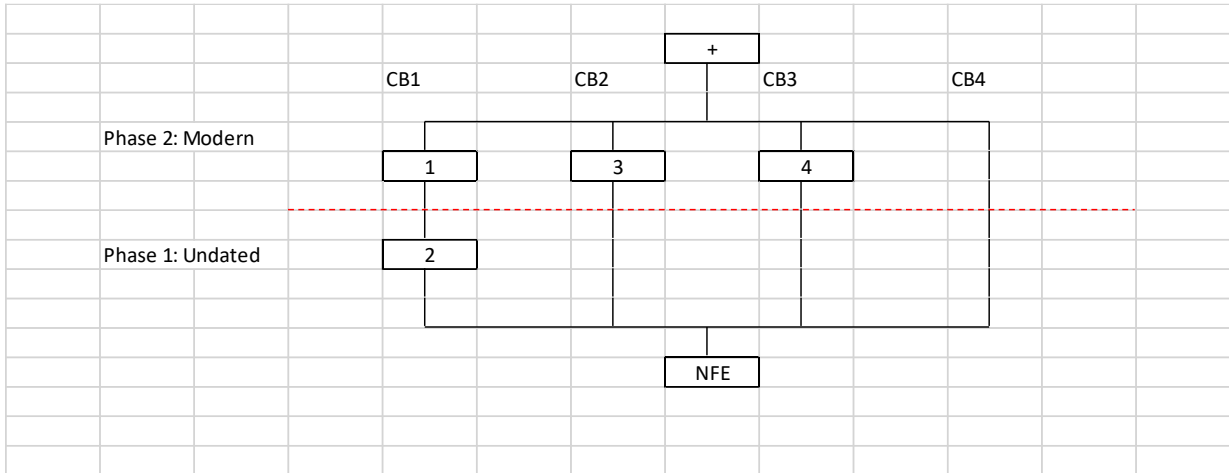 +
CB1 CB2 CB3 CB4
Phase 2: Modern
1 3 4
Phase 1: Undated 2
NFE